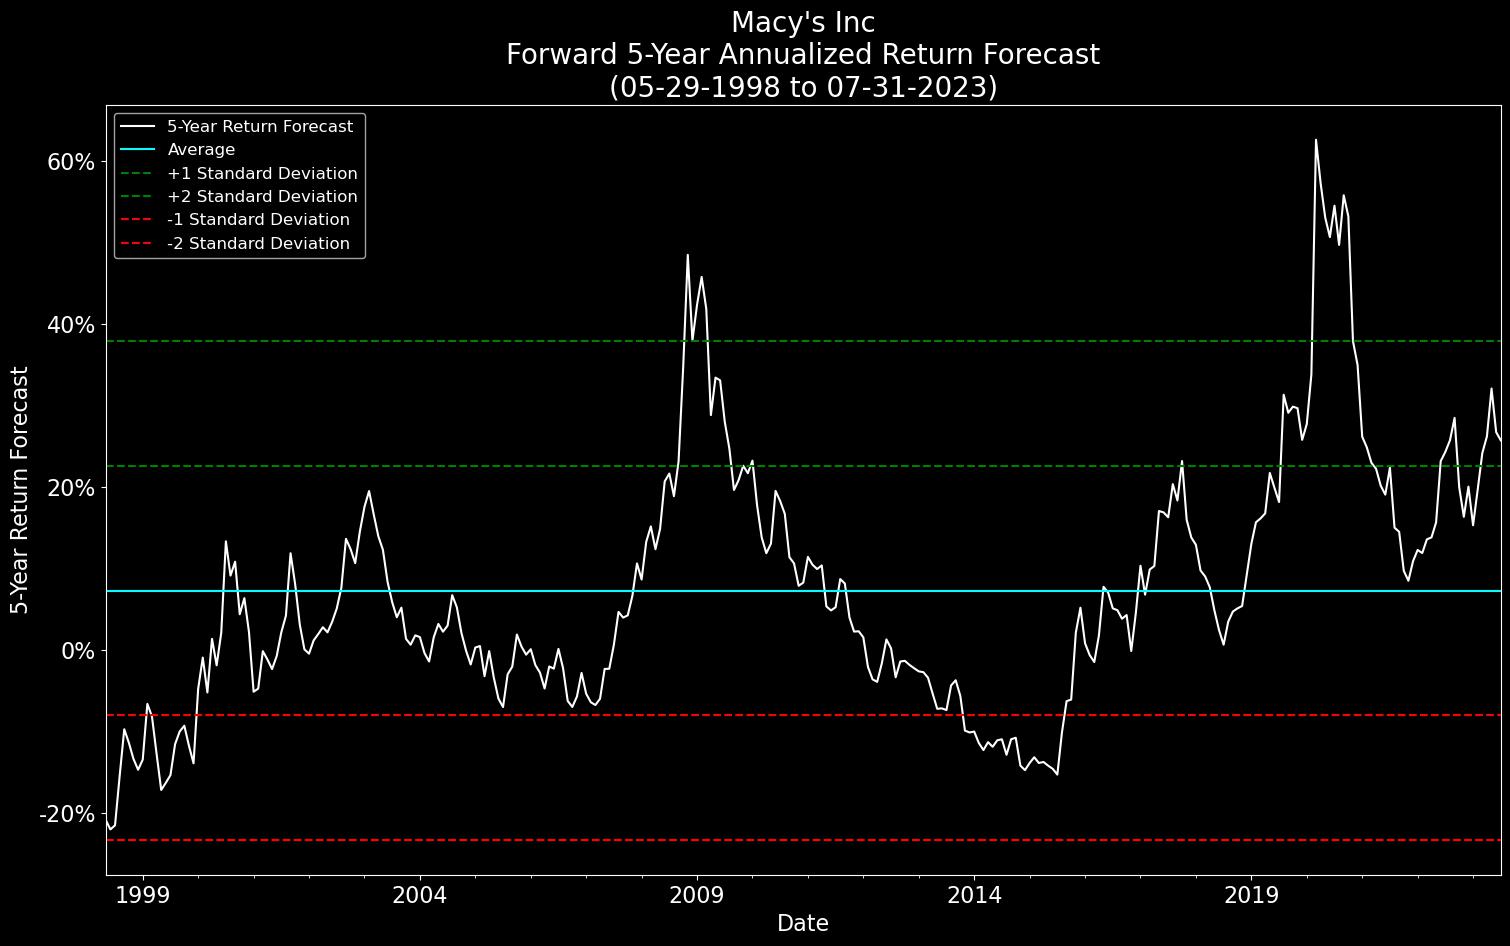 Macy's Inc
Forward 5-Year Annualized Return Forecast
(05-29-1998 to 07-31-2023)
5-Year Return Forecast
Average
+1 Standard Deviation
+2 Standard Deviation
-1 Standard Deviation
-2 Standard Deviation
60%
40%
20%
0%
-20%
5-Year Return Forecast
1999
2004
2009
2014
2019
Date